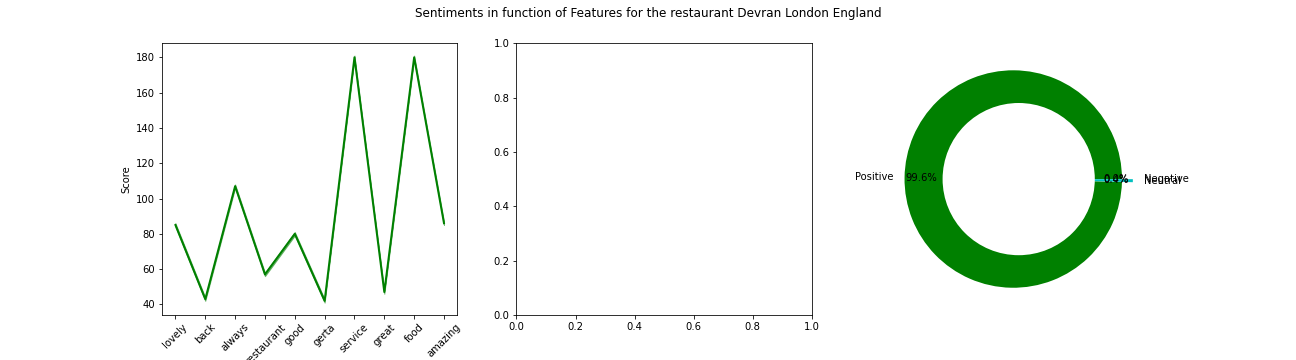 Sentiments in function of Features for the restaurant Devran London England
180
160
140
120
100
80
60
40
Score
lovely
back
always
estaurant
good
gerta
service
great
food
amazing
1.0
0.8
0.6
0.4
0.2
0.0
0.0
0.2
0.4
0.6
0.8
1.0
Positive
99.6%
Negative
Neutral